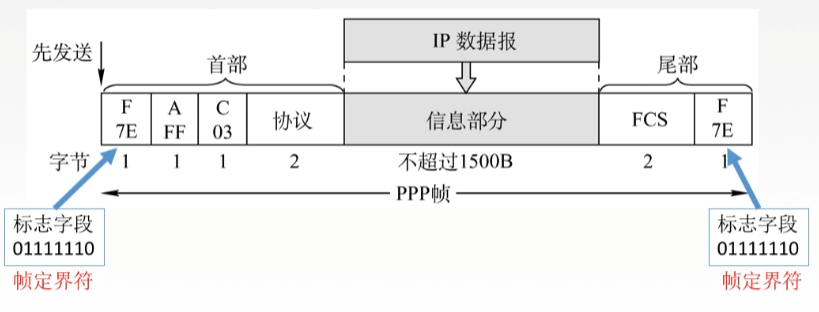 IP 数据报
先发送
首部
尾部
F
7E
A
FF
C
03
协议
信息部分
FCS
F
7E
字节 1 1 1 2 不超过1500B 2 1
PPP帧
标志字段
01111110
帧定界符
标志字段
01111110
帧定界符